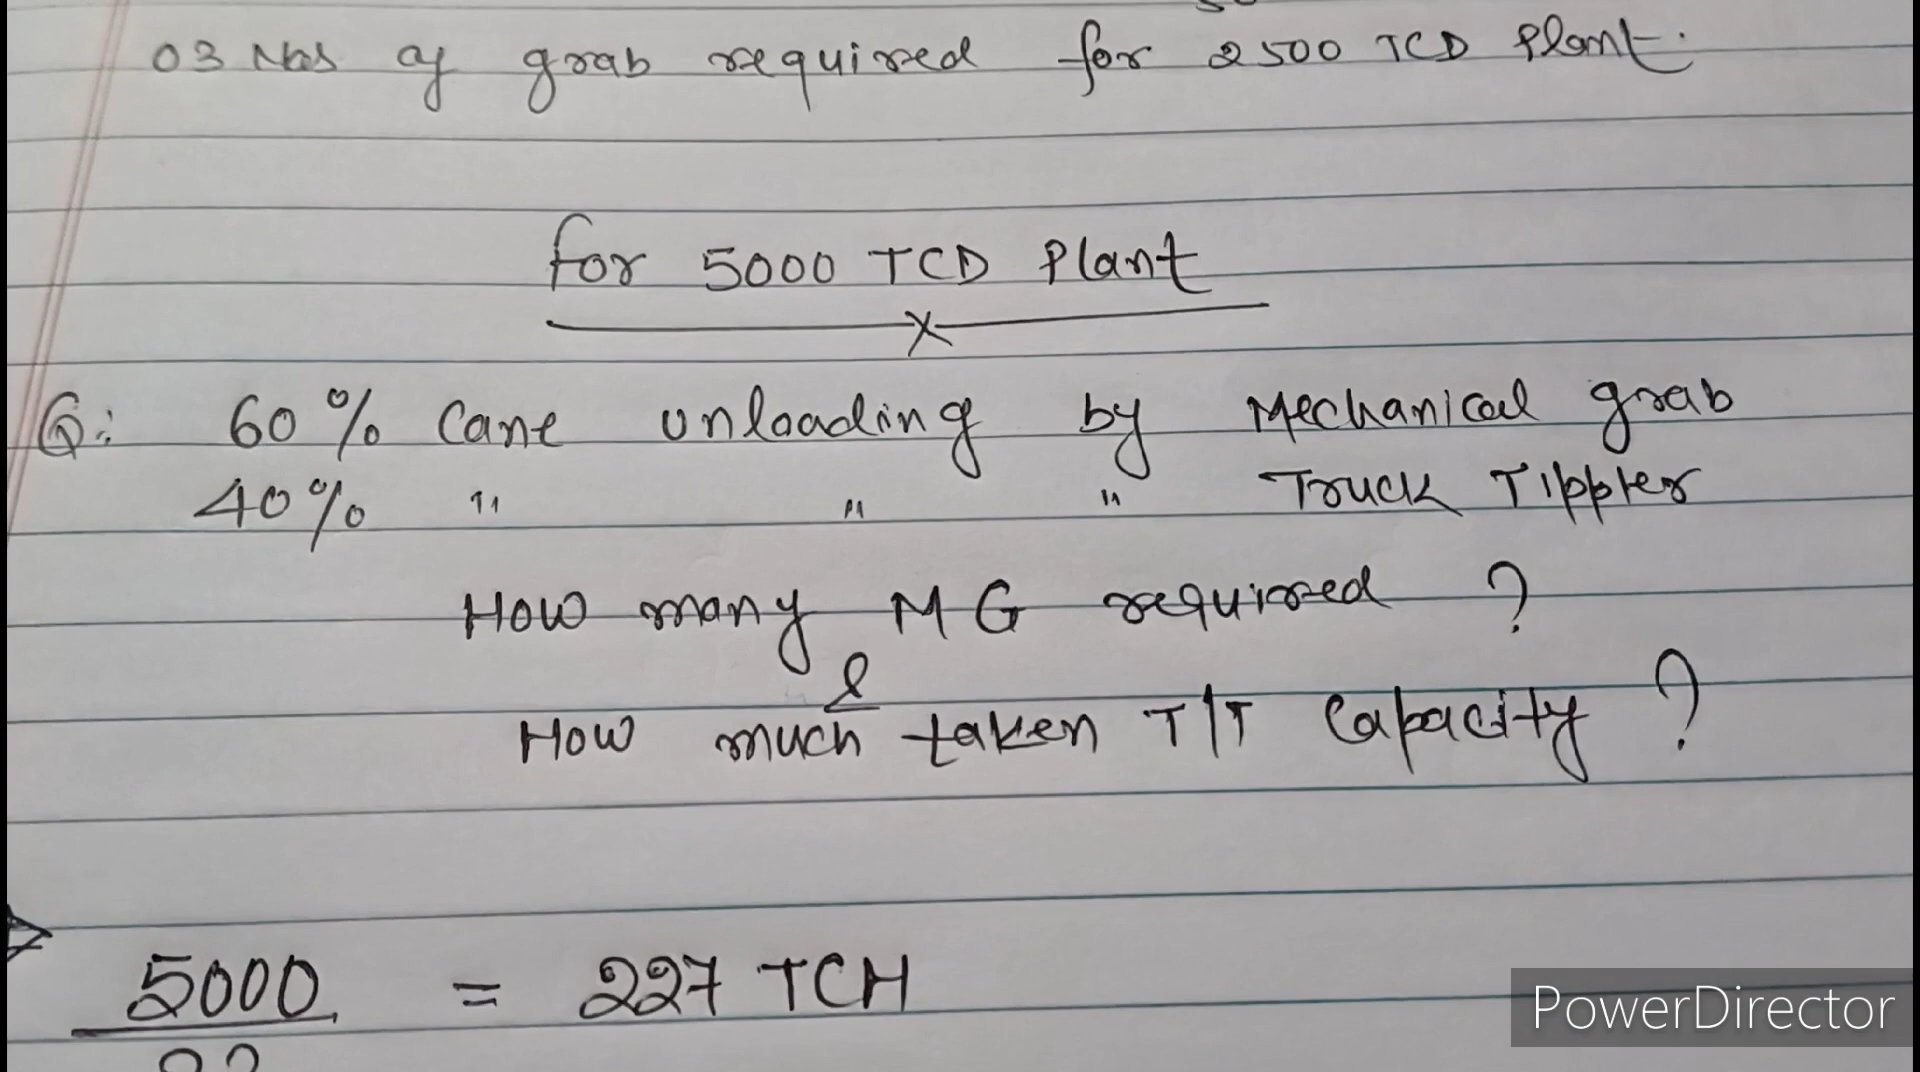 03 Nos of grab required for 2500 TCD Plant.
for 5000 TCD Plant
X
Q: 60% Cane unloading by Mechanical grab
40% " " " Truck Tippler
How many MG required ?
&
How much taken T/T Capacity ?
5000 = 227 TCH
22
PowerDirector